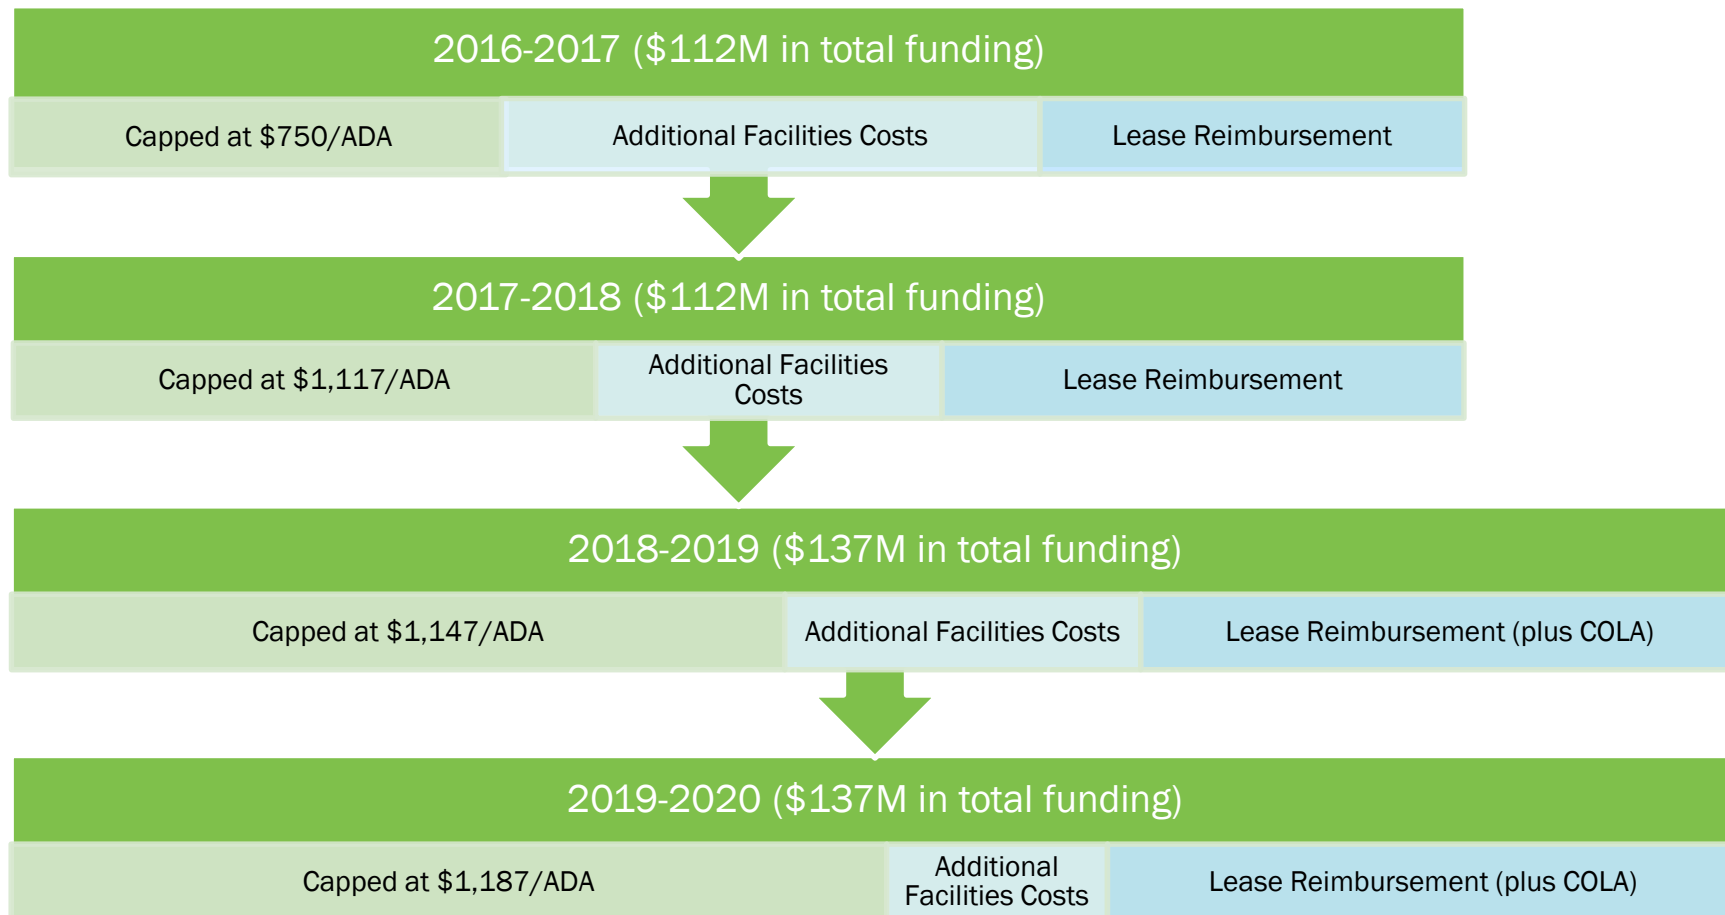 2016-2017 ($112M in total funding)
Capped at $750/ADA
Additional Facilities Costs
Lease Reimbursement
2017-2018 ($112M in total funding)
Capped at $1,117/ADA
Additional Facilities
Costs
Lease Reimbursement
2018-2019 ($137M in total funding)
Capped at $1,147/ADA
Additional Facilities Costs
Lease Reimbursement (plus COLA)
2019-2020 ($137M in total funding)
Capped at $1,187/ADA
Additional
Facilities Costs
Lease Reimbursement (plus COLA)